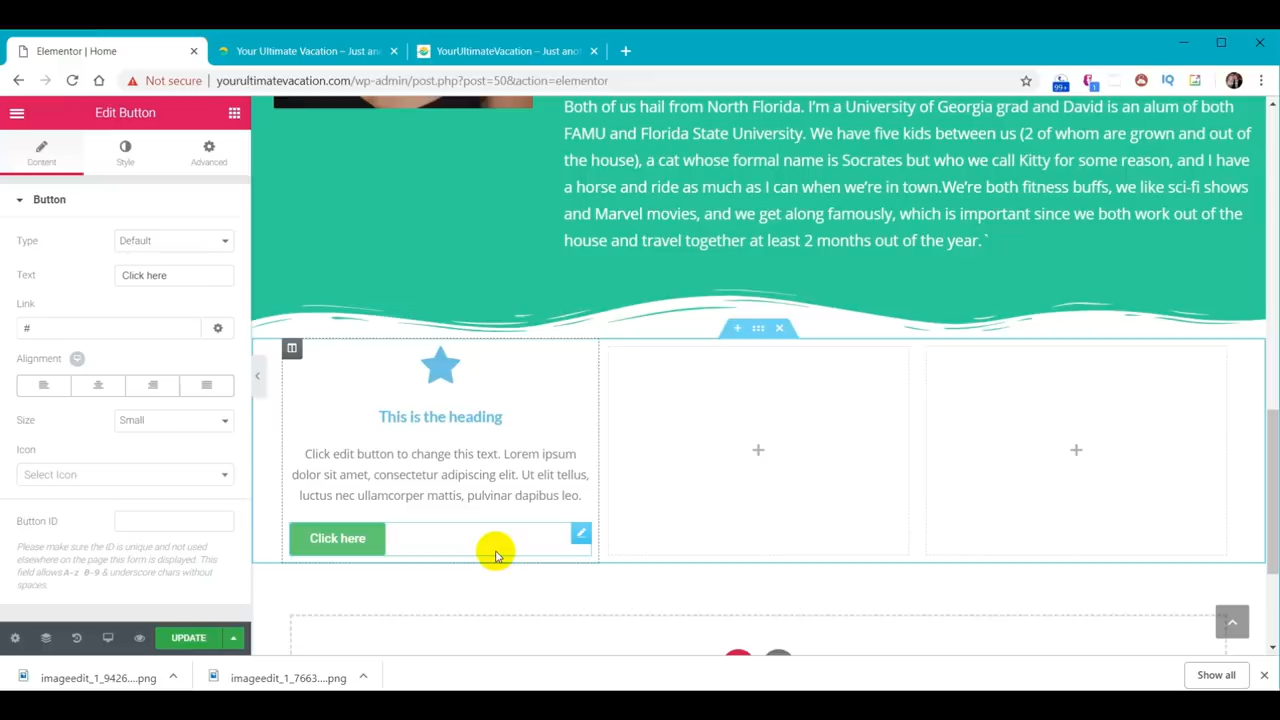 Elementor | Home
Your Ultimate Vacation – Just an
YourUltimateVacation – Just ano
Not secure
yourultimatevacation.com/wp-admin/post.php?post=50&action=elementor
99+
IQ
1
Edit Button
Content
Style
Advanced
Button
Type
Default
Text
Click here
Link
#
Alignment
Size
Small
Icon
Select Icon
Button ID
Please make sure the ID is unique and not used
elsewhere on the page this form is displayed. This
field allows A-z 0-9 & underscore chars without
spaces.
UPDATE
Both of us hail from North Florida. I'm a University of Georgia grad and David is an alum of both
FAMU and Florida State University. We have five kids between us (2 of whom are grown and out of
the house), a cat whose formal name is Socrates but who we call Kitty for some reason, and I have
a horse and ride as much as I can when we're in town.We're both fitness buffs, we like sci-fi shows
and Marvel movies, and we get along famously, which is important since we both work out of the
house and travel together at least 2 months out of the year. `
This is the heading
Click edit button to change this text. Lorem ipsum
dolor sit amet, consectetur adipiscing elit. Ut elit tellus,
luctus nec ullamcorper mattis, pulvinar dapibus leo.
Click here
imageedit_1_9426....png
imageedit_1_7663....png
Show all